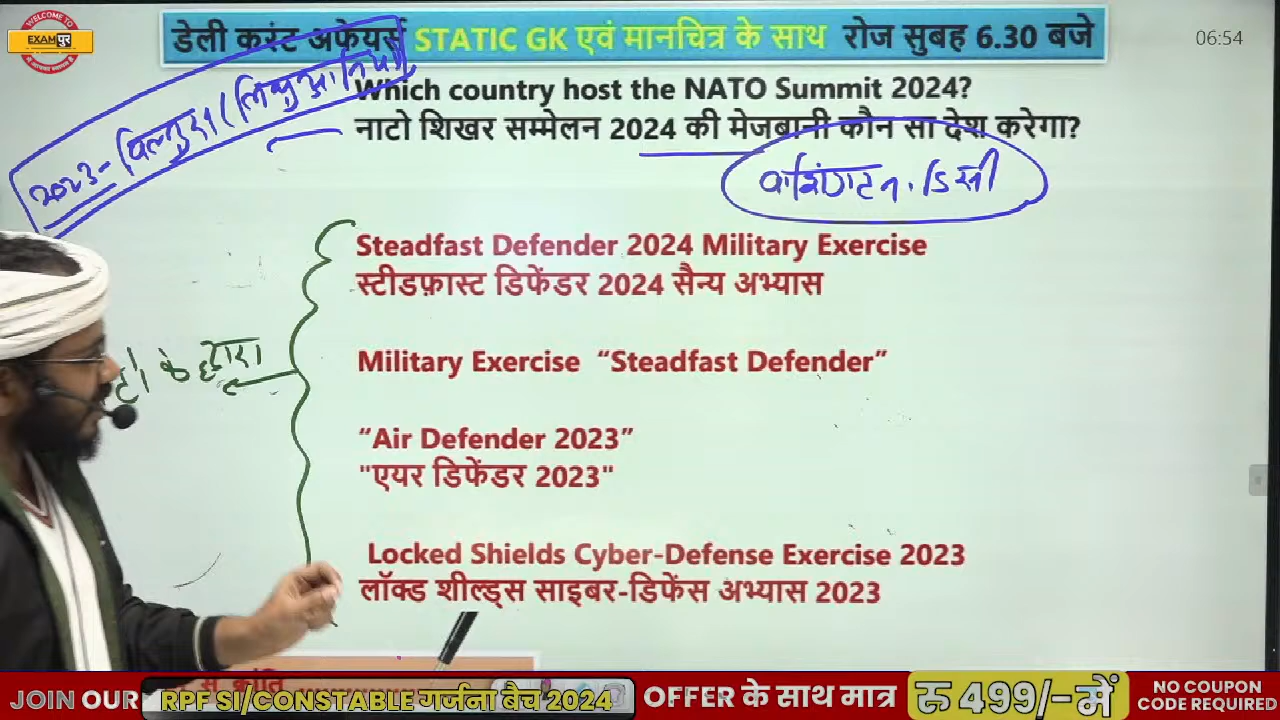 WELCOME TO
EXAMपुर
डेली करंट अफेयर्स STATIC GK एवं मानचित्र के साथ रोज सुबह 6.30 बजे
06:54
Which country host the NATO Summit 2024?
नाटो शिखर सम्मेलन 2024 की मेजबानी कौन सा देश करेगा?
2023-
वाशिंगटन. डिसी
Steadfast Defender 2024 Military Exercise
स्टीडफ़ास्ट डिफेंडर 2024 सैन्य अभ्यास
Military Exercise “Steadfast Defender”
के द्वारा
“Air Defender 2023”
"एयर डिफेंडर 2023"
Locked Shields Cyber-Defense Exercise 2023
लॉक्ड शील्ड्स साइबर-डिफेंस अभ्यास 2023
JOIN OUR RPF SI/CONSTABLE गर्जना बैच 2024 OFFER के साथ मात्र रु 499/-में NO COUPON
CODE REQUIRED